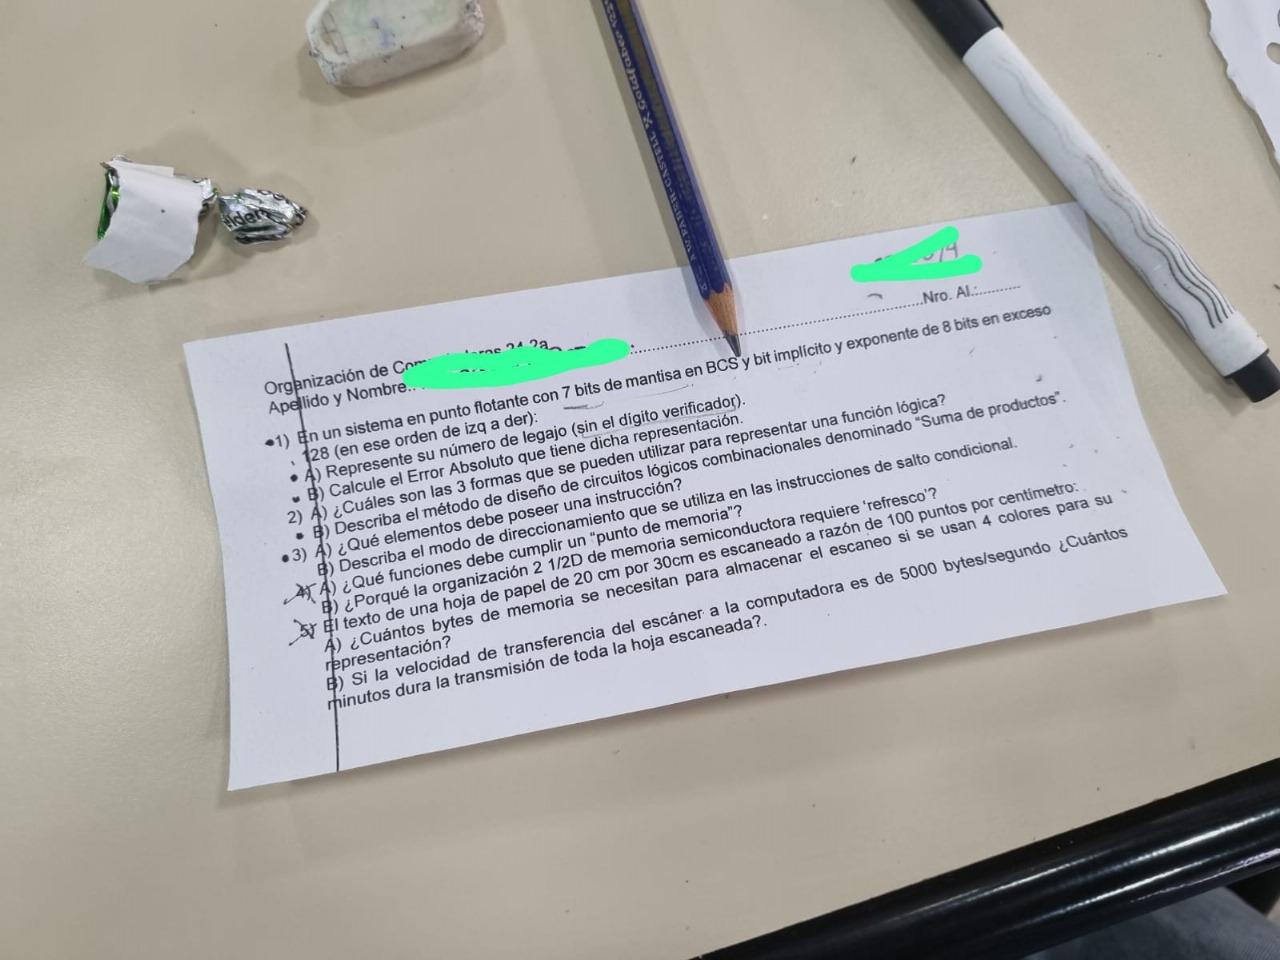 A.W.FABER-CASTELL
Organización de 24 2a
Nro. Al.:
Apellido y Nombre:
1) En un sistema en punto flotante con 7 bits de mantisa en BCS y bit implícito y exponente de 8 bits en exceso
128 (en ese orden de izq a der):
A) Represente su número de legajo (sin el dígito verificador).
B) Calcule el Error Absoluto que tiene dicha representación.
2) A) ¿Cuáles son las 3 formas que se pueden utilizar para representar una función lógica?
B) Describa el método de diseño de circuitos lógicos combinacionales denominado "Suma de productos".
3) A) ¿Qué elementos debe poseer una instrucción?
B) Describa el modo de direccionamiento que se utiliza en las instrucciones de salto condicional.
4) A) ¿Qué funciones debe cumplir un "punto de memoria"?
B) ¿Porqué la organización 2 1/2D de memoria semiconductora requiere 'refresco'?
5) El texto de una hoja de papel de 20 cm por 30cm es escaneado a razón de 100 puntos por centímetro:
A) ¿Cuántos bytes de memoria se necesitan para almacenar el escaneo si se usan 4 colores para su
representación?
B) Si la velocidad de transferencia del escáner a la computadora es de 5000 bytes/segundo ¿Cuántos
minutos dura la transmisión de toda la hoja escaneada?.